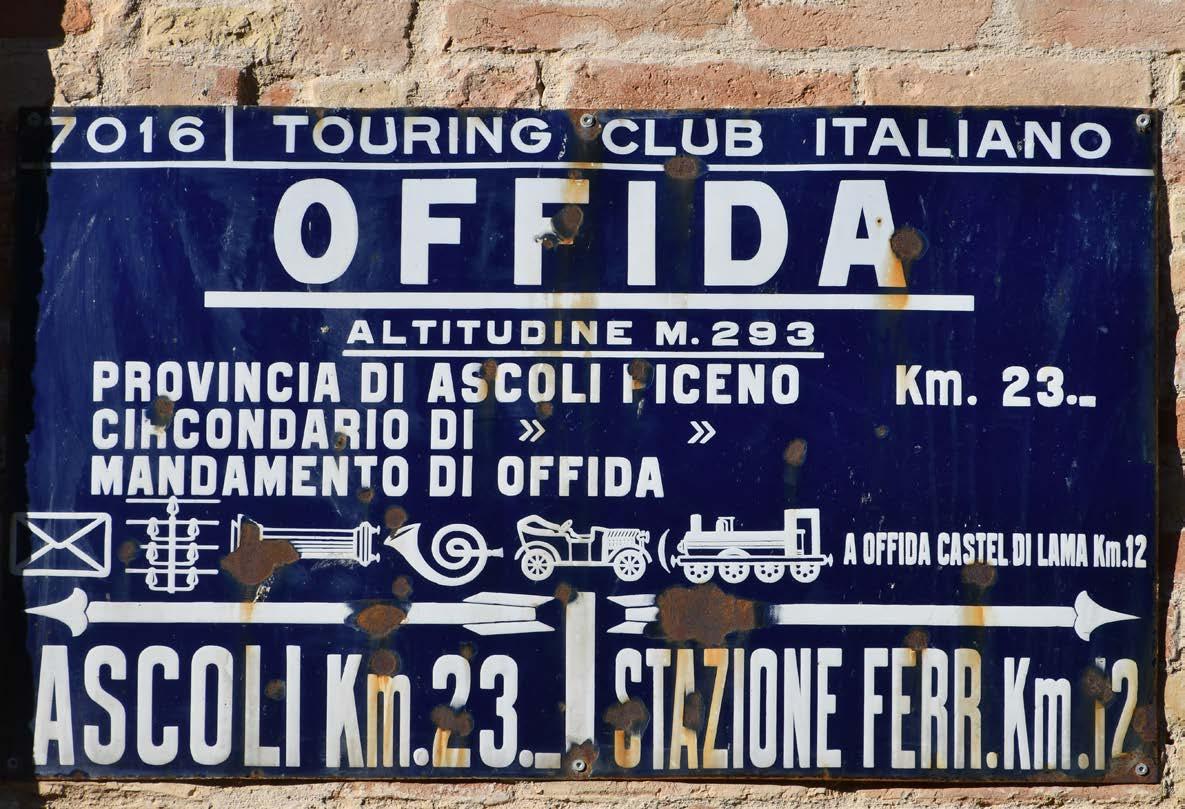 7016 | TOURING CLUB ITALIANO
OFFIDA
ALTITUDINE M. 293
PROVINCIA DI ASCOLI PICENO Km. 23._
CIRCONDARIO DI » »
MANDAMENTO DI OFFIDA
A OFFIDA CASTEL DI LAMA Km. 12
ASCOLI Km. 23._
STAZIONE FERR. Km. 12